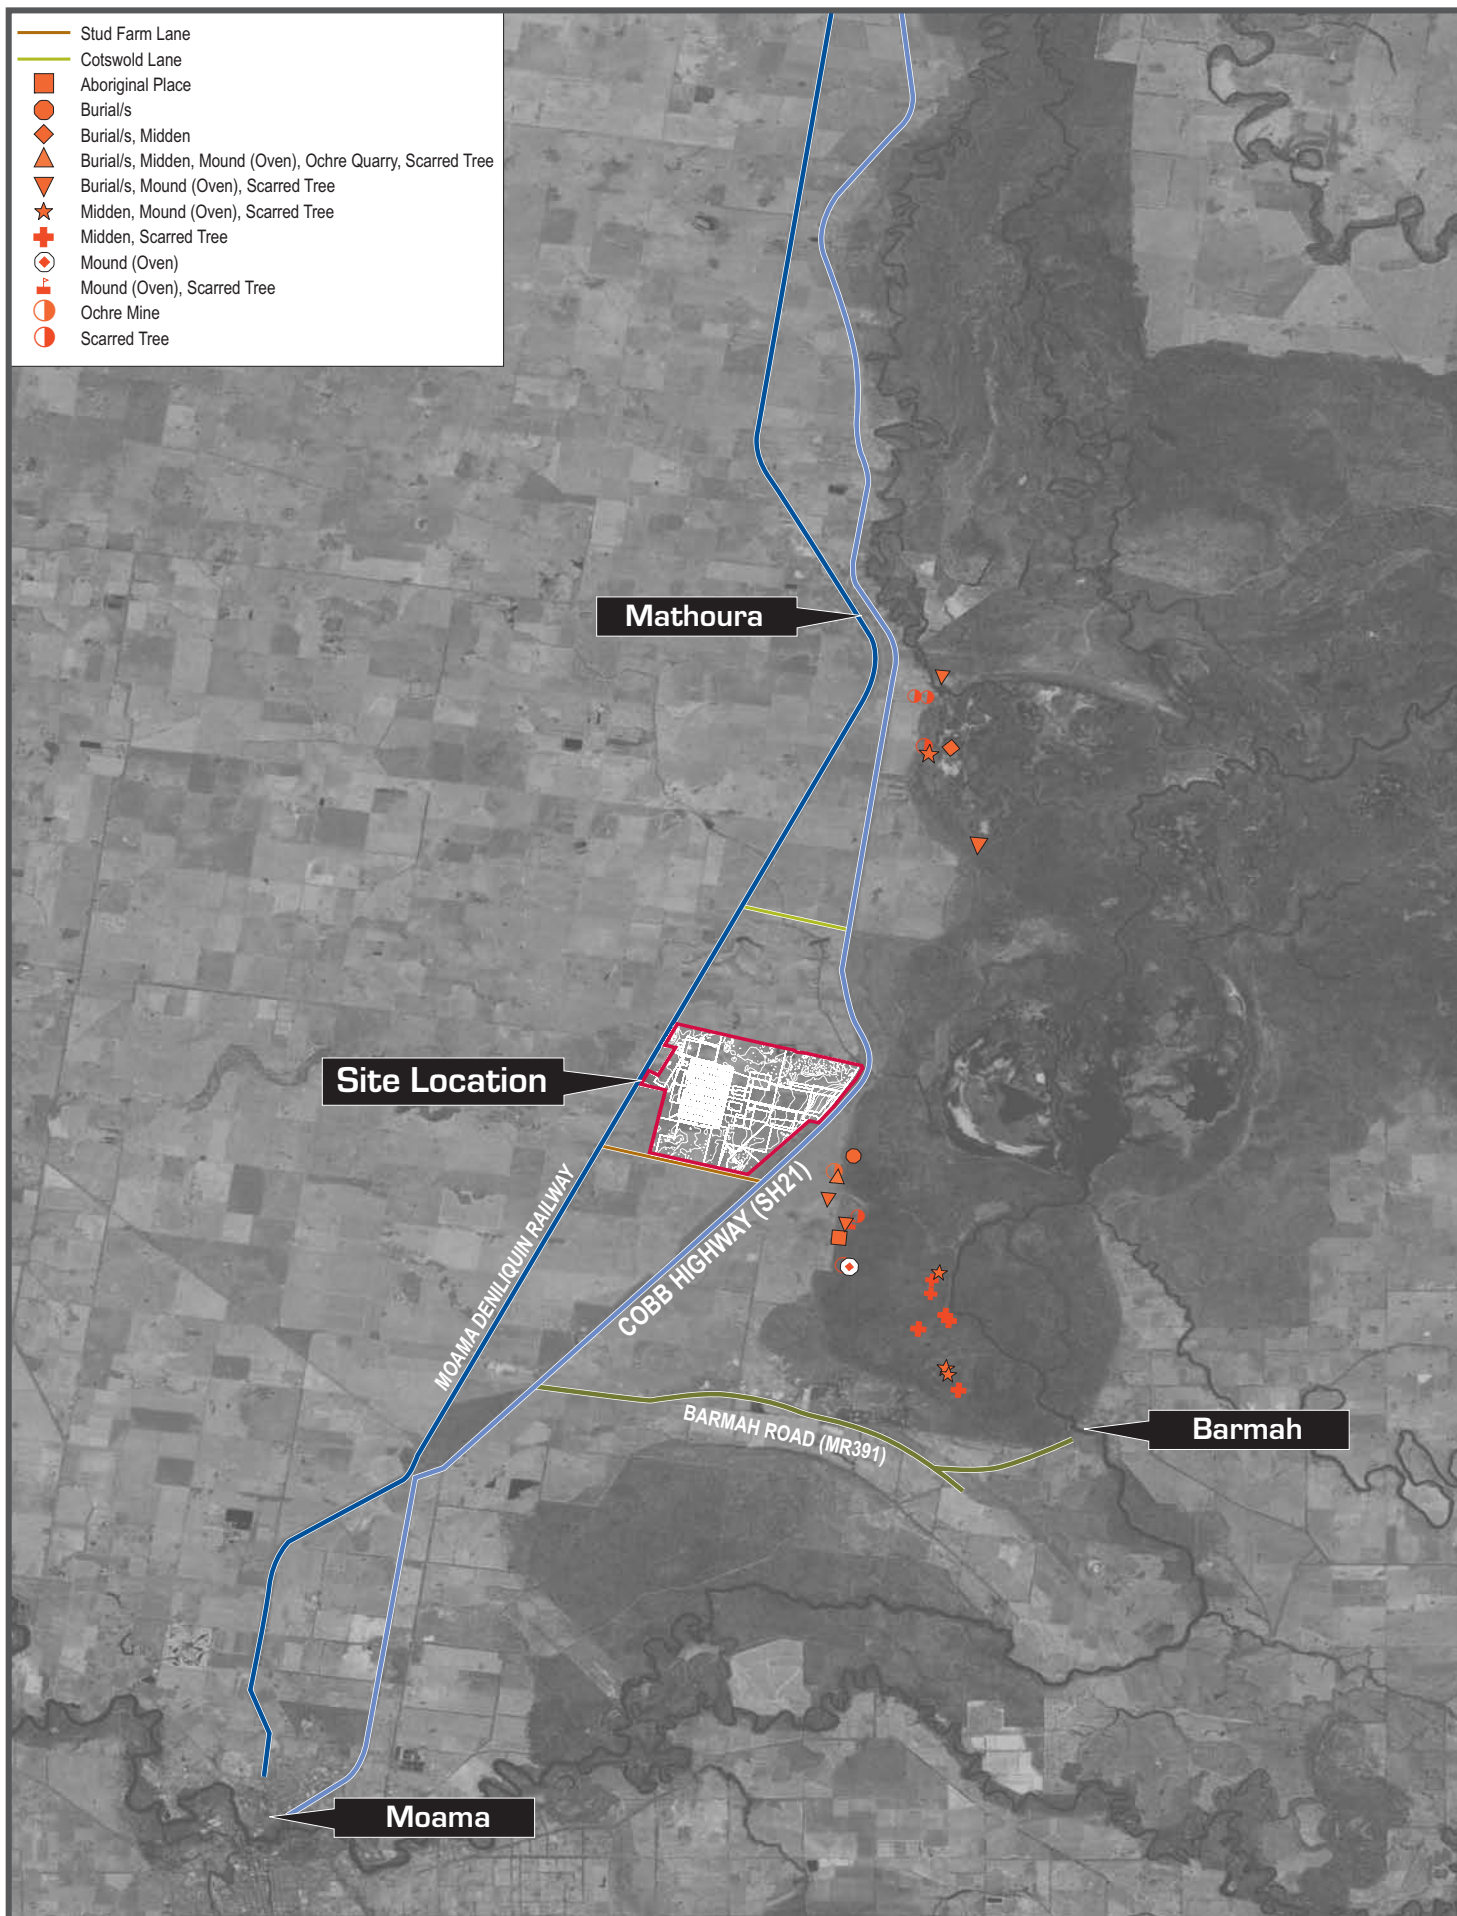 Stud Farm Lane
Cotswold Lane
Aboriginal Place
Burial/s
Burial/s, Midden
Burial/s, Midden, Mound (Oven), Ochre Quarry, Scarred Tree
Burial/s, Mound (Oven), Scarred Tree
Midden, Mound (Oven), Scarred Tree
Midden, Scarred Tree
Mound (Oven)
Mound (Oven), Scarred Tree
Ochre Mine
Scarred Tree
Mathoura
Site Location
MOAMA DENILIQUIN RAILWAY
COBB HIGHWAY (SH21)
BARMAH ROAD (MR391)
Barmah
Moama